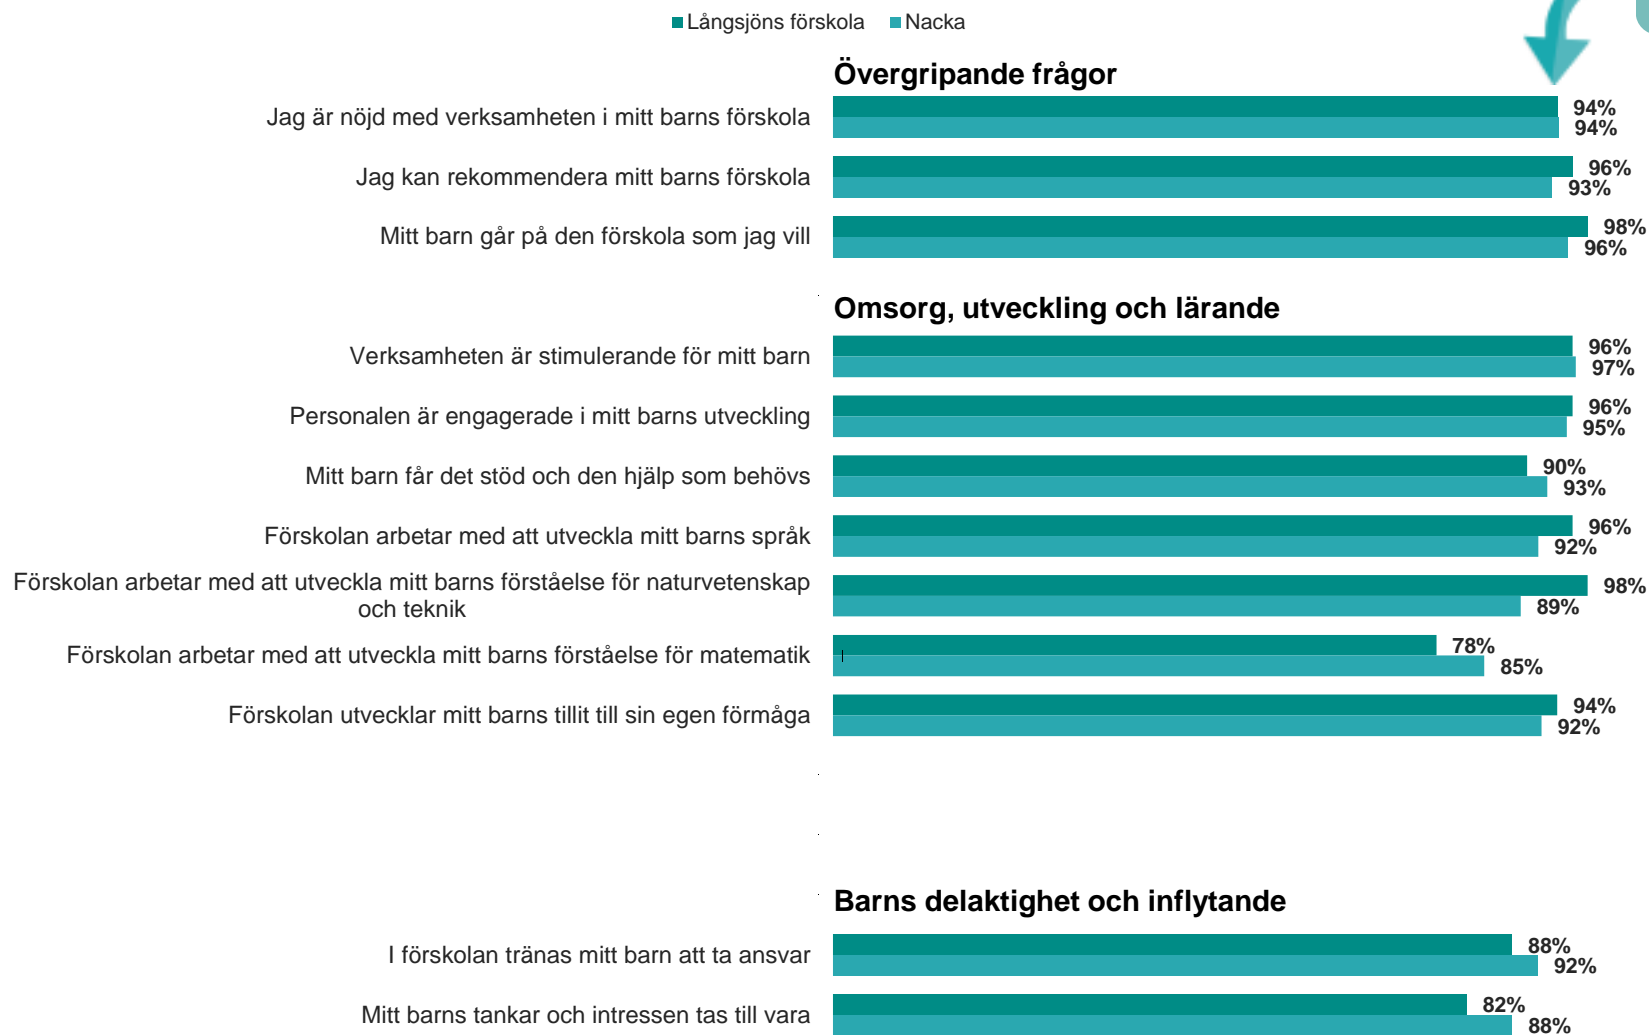 Långsjöns förskola Nacka
Övergripande frågor
Jag är nöjd med verksamheten i mitt barns förskola 94%
94%
Jag kan rekommendera mitt barns förskola 96%
93%
Mitt barn går på den förskola som jag vill 98%
96%
Omsorg, utveckling och lärande
Verksamheten är stimulerande för mitt barn 96%
97%
Personalen är engagerade i mitt barns utveckling 96%
95%
Mitt barn får det stöd och den hjälp som behövs 90%
93%
Förskolan arbetar med att utveckla mitt barns språk 96%
92%
Förskolan arbetar med att utveckla mitt barns förståelse för naturvetenskap
och teknik
98%
89%
Förskolan arbetar med att utveckla mitt barns förståelse för matematik 78%
85%
Förskolan utvecklar mitt barns tillit till sin egen förmåga 94%
92%
Barns delaktighet och inflytande
I förskolan tränas mitt barn att ta ansvar 88%
92%
Mitt barns tankar och intressen tas till vara 82%
88%